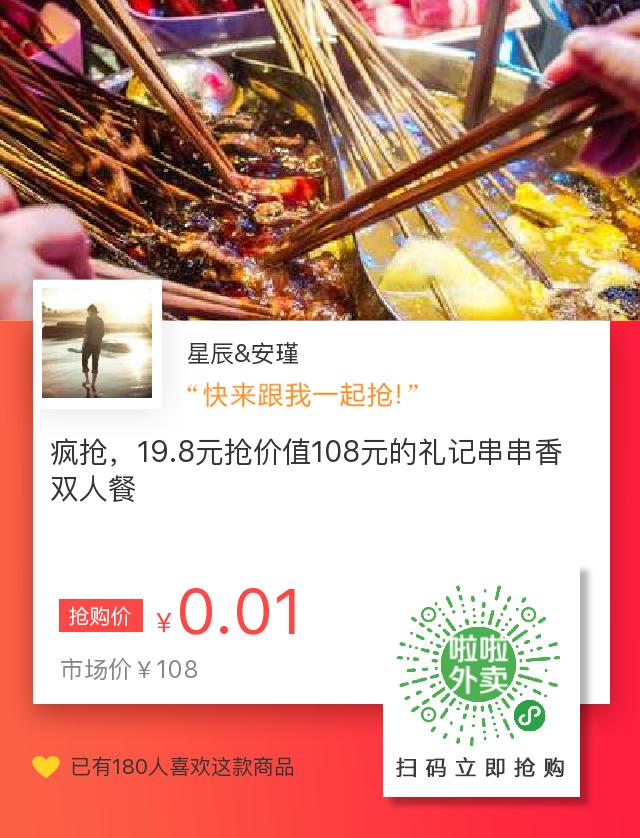 星辰&安瑾
“快来跟我一起抢!”
疯抢，19.8元抢价值108元的礼记串串香
双人餐
抢购价 ¥0.01
市场价¥108
啦啦
外卖
扫码立即抢购
已有180人喜欢这款商品